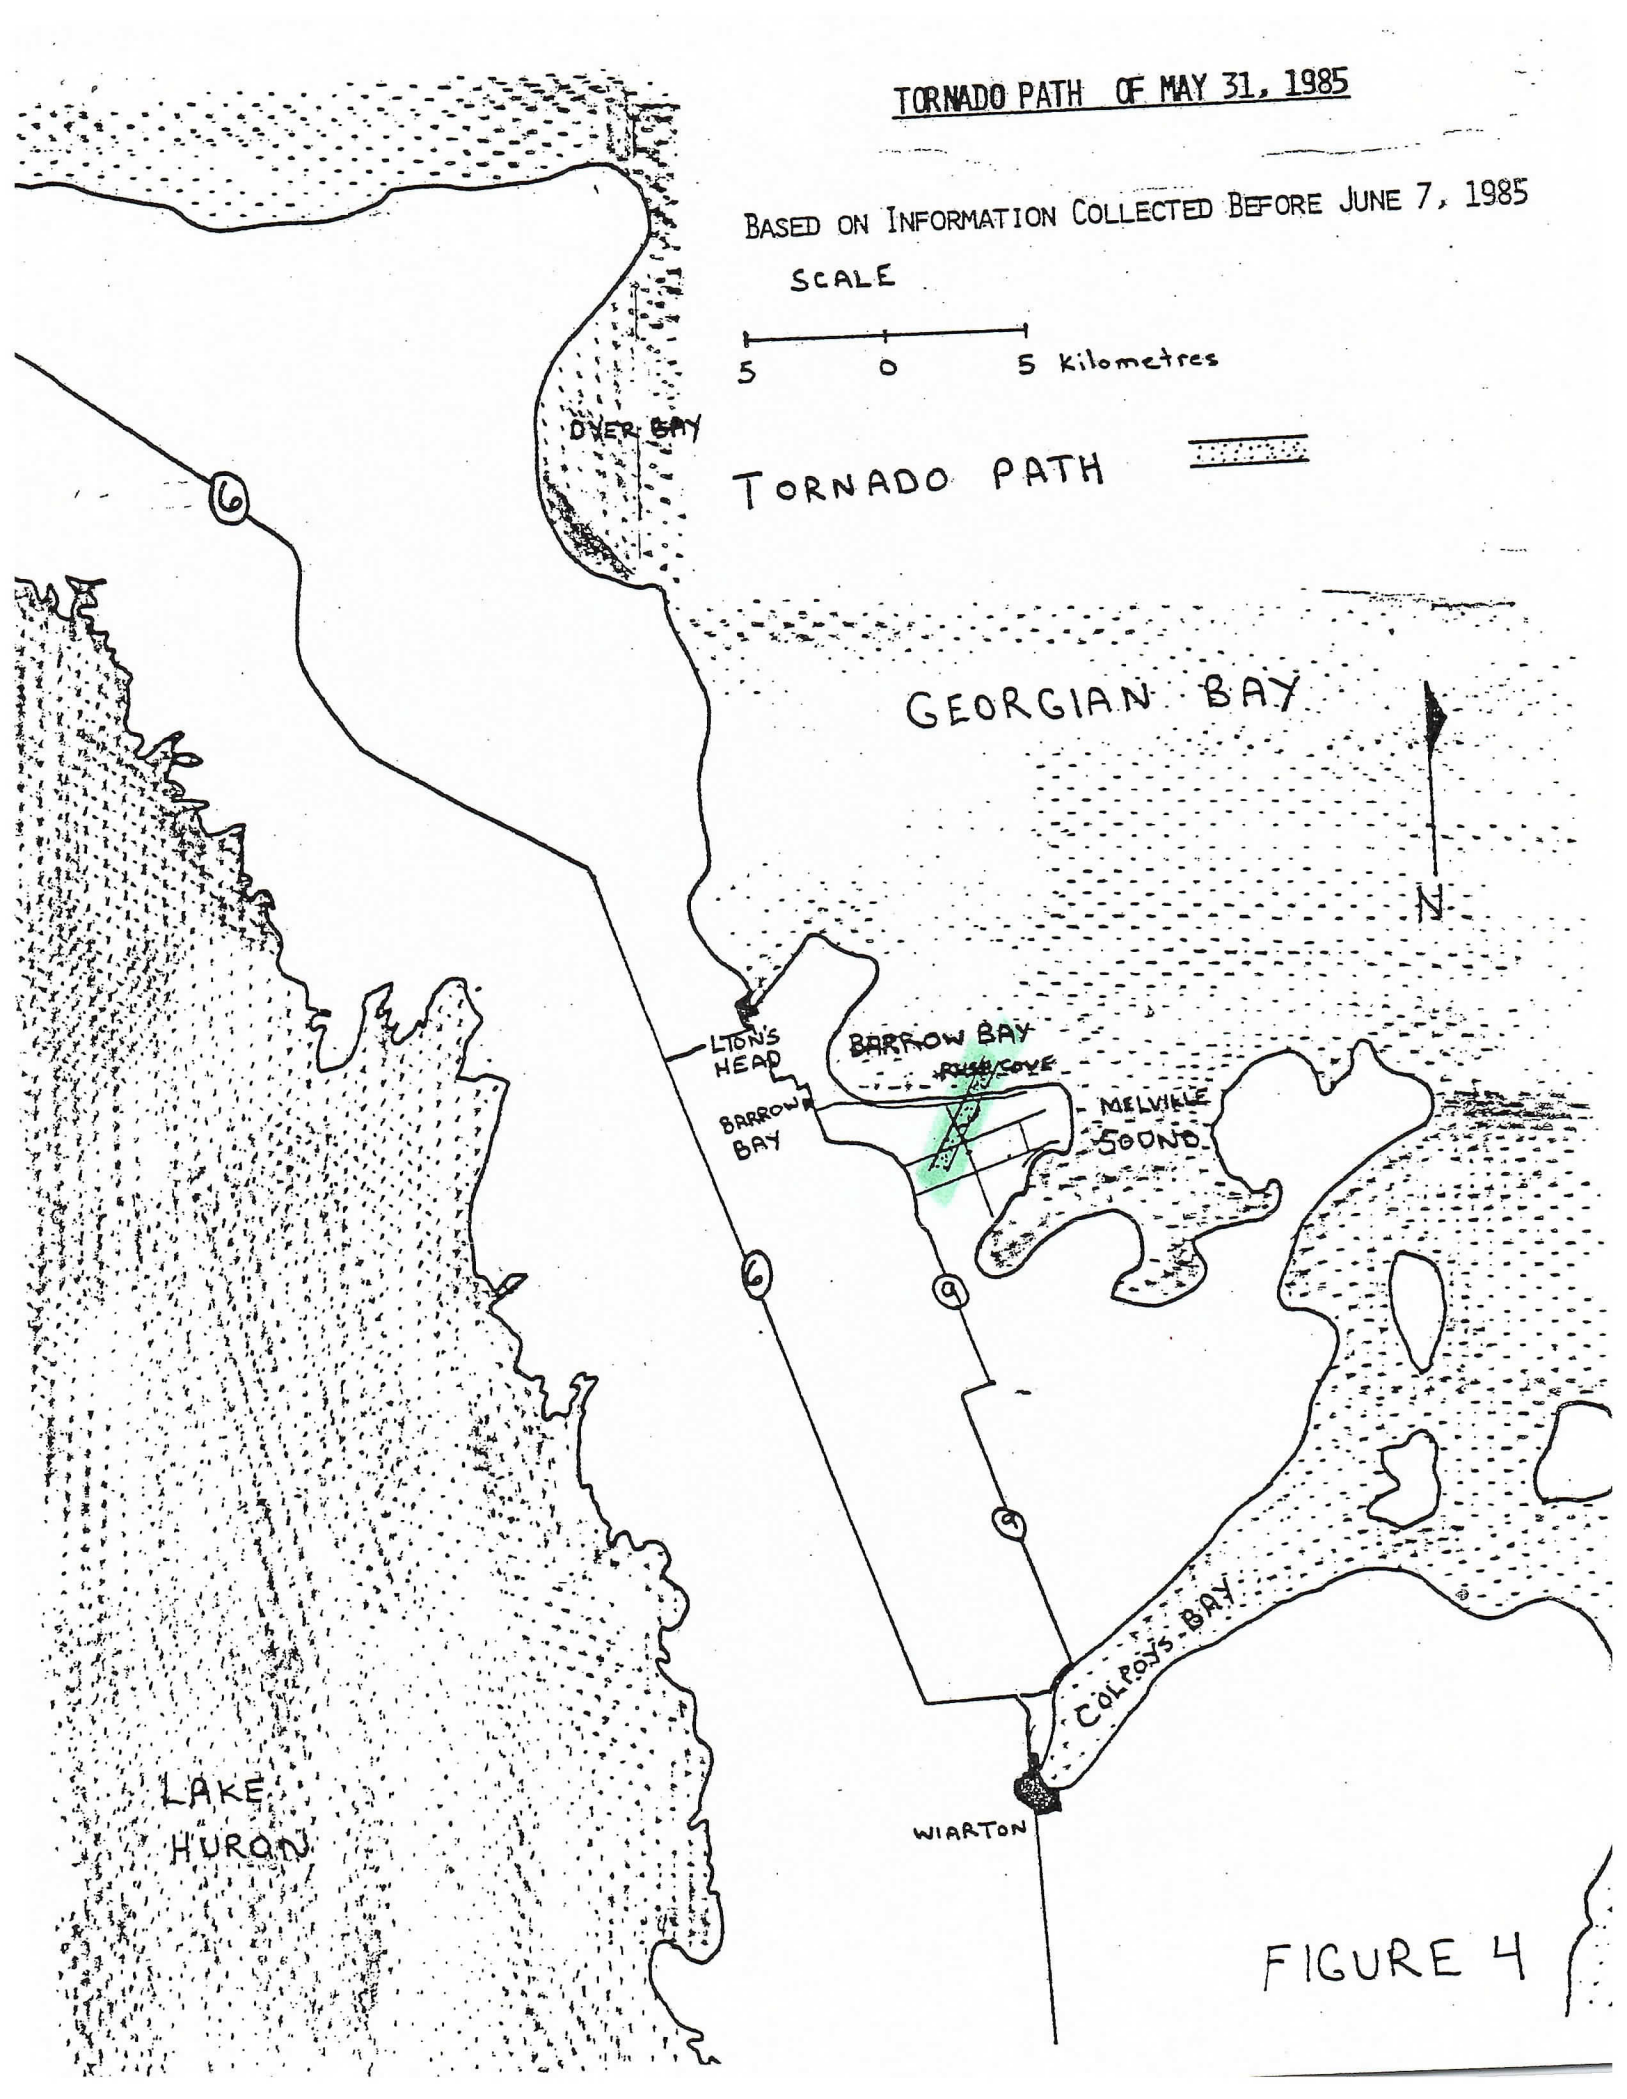 TORNADO PATH OF MAY 31, 1985
BASED ON INFORMATION COLLECTED BEFORE JUNE 7, 1985
SCALE
5 0 5 Kilometres
DYER BAY
TORNADO PATH
6
GEORGIAN BAY
N
LION'S
HEAD
BARROW BAY
RUSH COVE
BARROW
BAY
MELVILLE
SOUND
6
9
9
COLPOYS BAY
LAKE
HURON
WIARTON
FIGURE 4